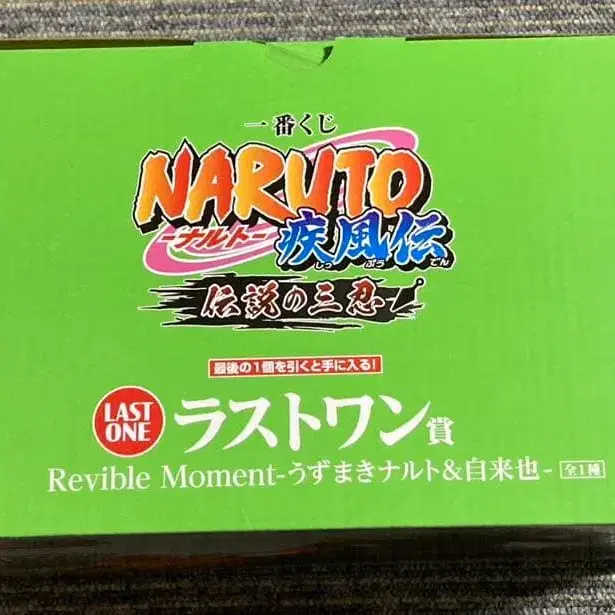 一番くじ
NARUTO
-ナルト-
疾風伝
しっぷうでん
伝説の三忍
最後の1個を引くと手に入る!
LAST ONE ラストワン賞
Revible Moment-うずまきナルト&自来也- 全1種